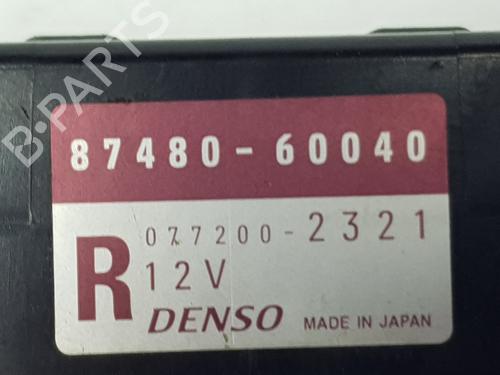 B-PARTS
87480-60040
R 077200-2321
12V
DENSO MADE IN JAPAN